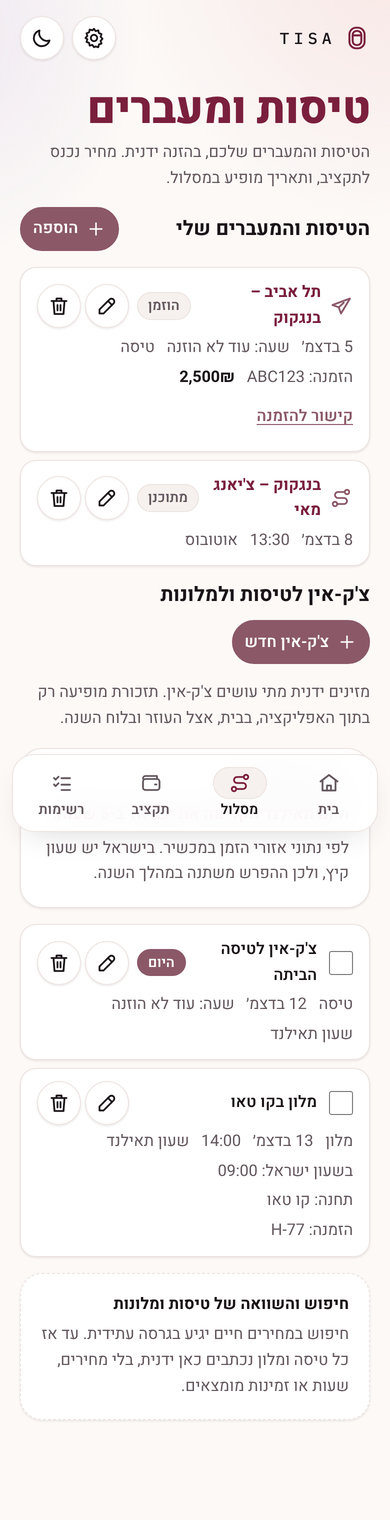 TISA
טיסות ומעברים
הטיסות והמעברים שלכם, בהזנה ידנית. מחיר נכנס
לתקציב, ותאריך מופיע במסלול.
הטיסות והמעברים שלי
הוספה
תל אביב –
בנגקוק
הוזמן
5 בדצמ׳ שעה: עוד לא הוזנה טיסה
הזמנה: ABC123 2,500₪
קישור להזמנה
בנגקוק – צ'יאנג
מאי
מתוכנן
8 בדצמ׳ 13:30 אוטובוס
צ'ק-אין לטיסות ולמלונות
צ'ק-אין חדש
מזינים ידנית מתי עושים צ'ק-אין. תזכורת מופיעה רק
בתוך האפליקציה, בבית, אצל העוזר ובלוח השנה.
בית
מסלול
תקציב
רשימות
לפי נתוני אזורי הזמן במכשיר. בישראל יש שעון
קיץ, ולכן ההפרש משתנה במהלך השנה.
צ'ק-אין לטיסה
הביתה
היום
טיסה 12 בדצמ׳ שעה: עוד לא הוזנה
שעון תאילנד
מלון בקו טאו
מלון 13 בדצמ׳ 14:00 שעון תאילנד
בשעון ישראל: 09:00
תחנה: קו טאו
הזמנה: H-77
חיפוש והשוואה של טיסות ומלונות
חיפוש במחירים חיים יגיע בגרסה עתידית. עד אז
כל טיסה ומלון נכתבים כאן ידנית, בלי מחירים,
שעות או זמינות מומצאים.